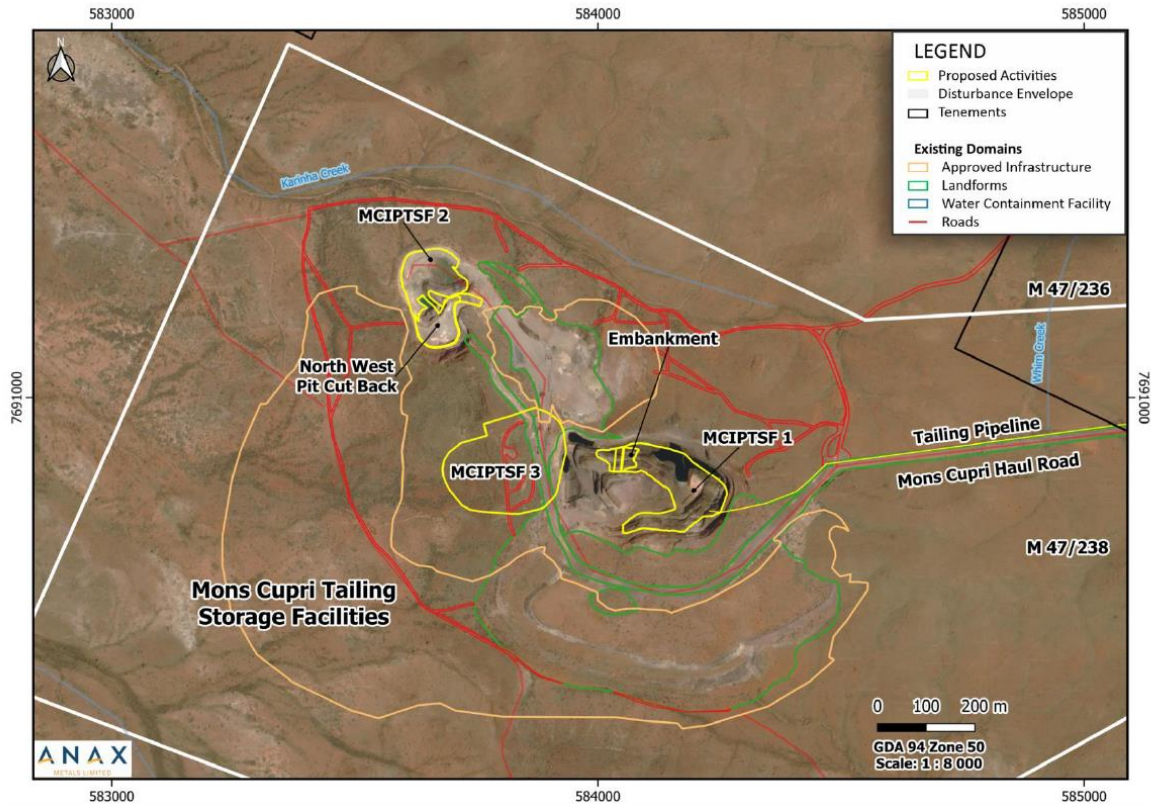 583000
584000
585000
N
LEGEND
Proposed Activities
Disturbance Envelope
Tenements
Existing Domains
Approved Infrastructure
Landforms
Water Containment Facility
Roads
Karinha Creek
MCIPTSF 2
M 47/236
Whim Creek
Embankment
North West
Pit Cut Back
7691000
7691000
MCIPTSF 1
Tailing Pipeline
MCIPTSF 3
Mons Cupri Haul Road
M 47/238
Mons Cupri Tailing
Storage Facilities
0 100 200 m
GDA 94 Zone 50
Scale: 1 : 8 000
ANAX
METALS LIMITED
583000
584000
585000